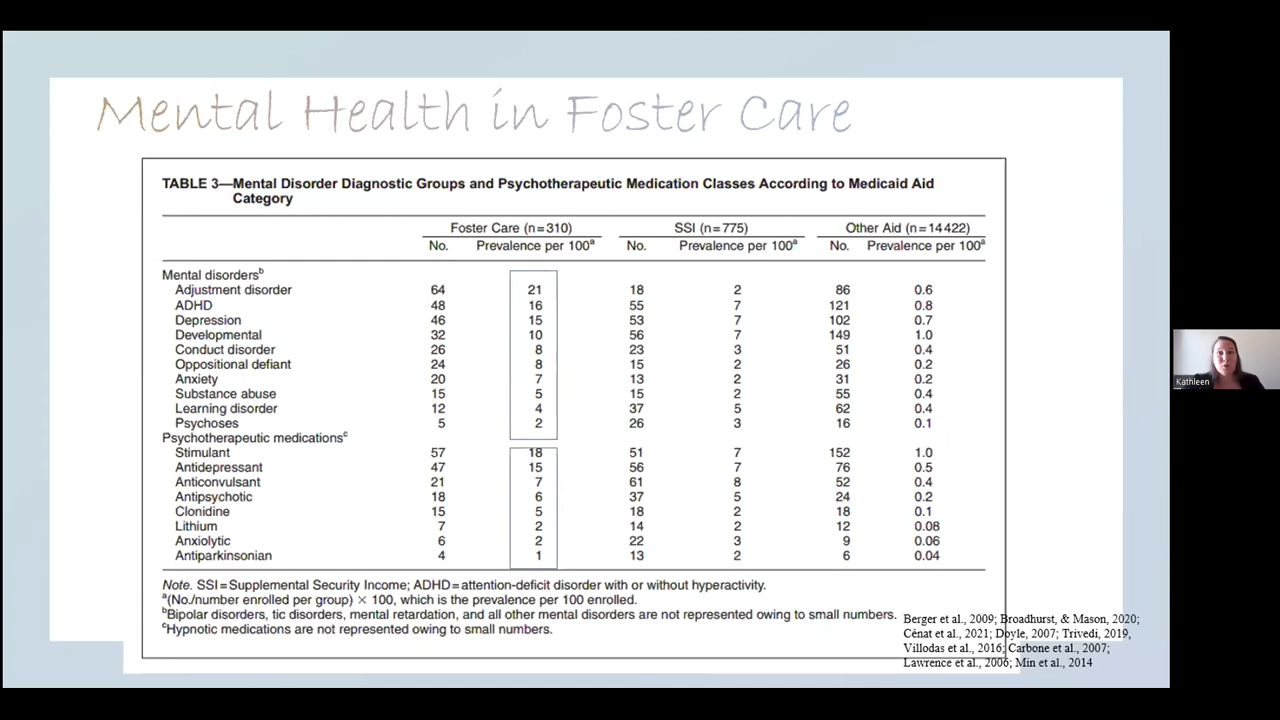 Mental Health in Foster Care
TABLE 3—Mental Disorder Diagnostic Groups and Psychotherapeutic Medication Classes According to Medicaid Aid
Category
Foster Care (n=310) SSI (n=775) Other Aid (n=14422)
No. Prevalence per 100a No. Prevalence per 100a No. Prevalence per 100a
Mental disordersb
Adjustment disorder 64 21 18 2 86 0.6
ADHD 48 16 55 7 121 0.8
Depression 46 15 53 7 102 0.7
Developmental 32 10 56 7 149 1.0
Conduct disorder 26 8 23 3 51 0.4
Oppositional defiant 24 8 15 2 26 0.2
Anxiety 20 7 13 2 31 0.2
Substance abuse 15 5 15 2 55 0.4
Learning disorder 12 4 37 5 62 0.4
Psychoses 5 2 26 3 16 0.1
Psychotherapeutic medicationsc
Stimulant 57 18 51 7 152 1.0
Antidepressant 47 15 56 7 76 0.5
Anticonvulsant 21 7 61 8 52 0.4
Antipsychotic 18 6 37 5 24 0.2
Clonidine 15 5 18 2 18 0.1
Lithium 7 2 14 2 12 0.08
Anxiolytic 6 2 22 3 9 0.06
Antiparkinsonian 4 1 13 2 6 0.04
Note. SSI=Supplemental Security Income; ADHD=attention-deficit disorder with or without hyperactivity.
a(No./number enrolled per group) × 100, which is the prevalence per 100 enrolled.
bBipolar disorders, tic disorders, mental retardation, and all other mental disorders are not represented owing to small numbers.
cHypnotic medications are not represented owing to small numbers.
Berger et al., 2009; Broadhurst, & Mason, 2020;
Cénat et al., 2021; Doyle, 2007; Trivedi, 2019,
Villodas et al., 2016; Carbone et al., 2007;
Lawrence et al., 2006; Min et al., 2014
Kathleen